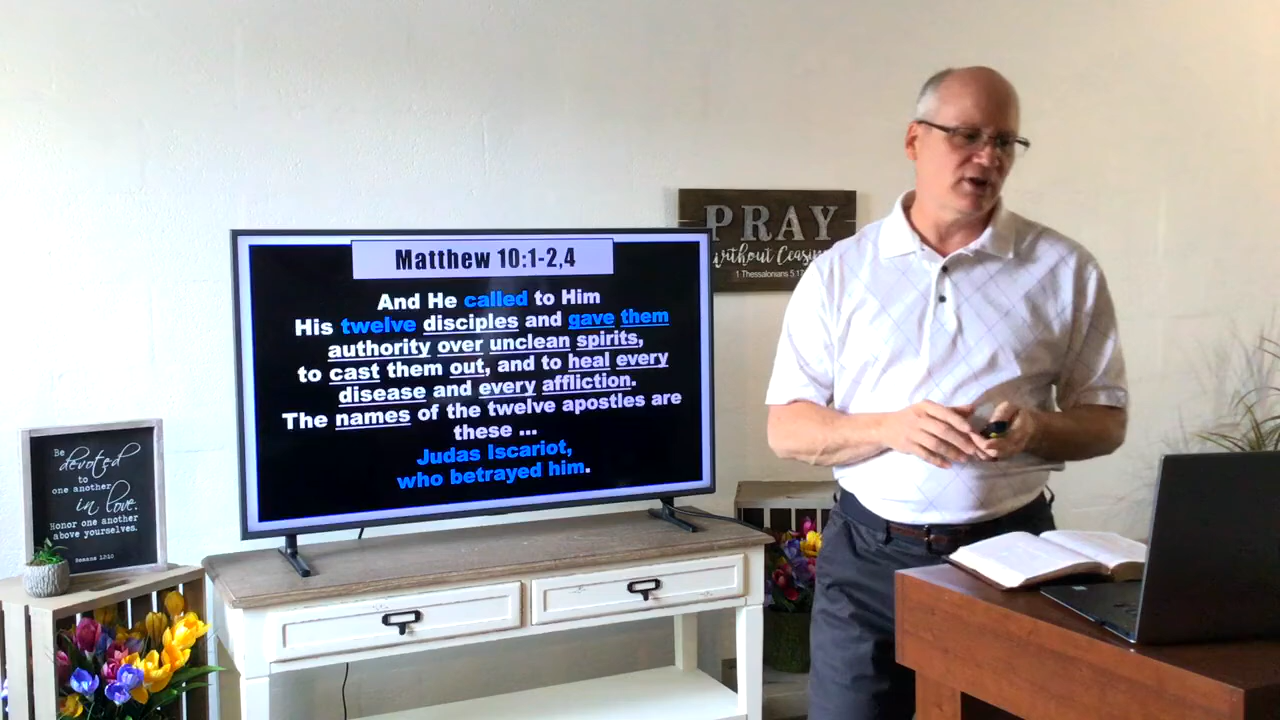 Matthew 10:1-2,4
And He called to Him
His twelve disciples and gave them
authority over unclean spirits,
to cast them out, and to heal every
disease and every affliction.
The names of the twelve apostles are
these ...
Judas Iscariot,
who betrayed him.
PRAY
without Ceasing
1 Thessalonians 5:17
Be
devoted
to
one another
in love.
Honor one another
above yourselves.
Romans 12:10